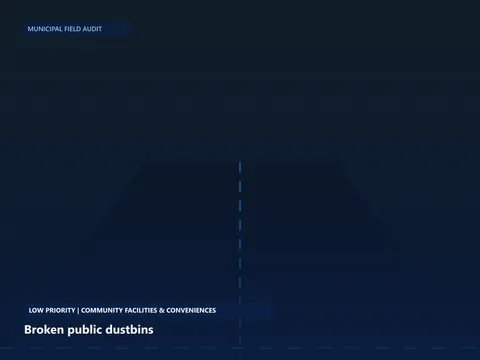 MUNICIPAL FIELD AUDIT
LOW PRIORITY | COMMUNITY FACILITIES & CONVENIENCES
Broken public dustbins